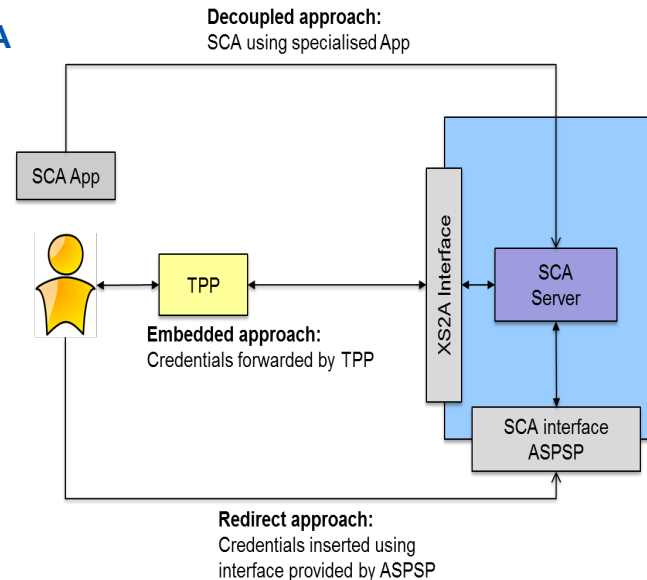 Decoupled approach:
A
SCA using specialised App
SCA App
XS2A Interface
TPP
SCA
Server
Embedded approach:
Credentials forwarded by TPP
SCA interface
ASPSP
Redirect approach:
Credentials inserted using
interface provided by ASPSP